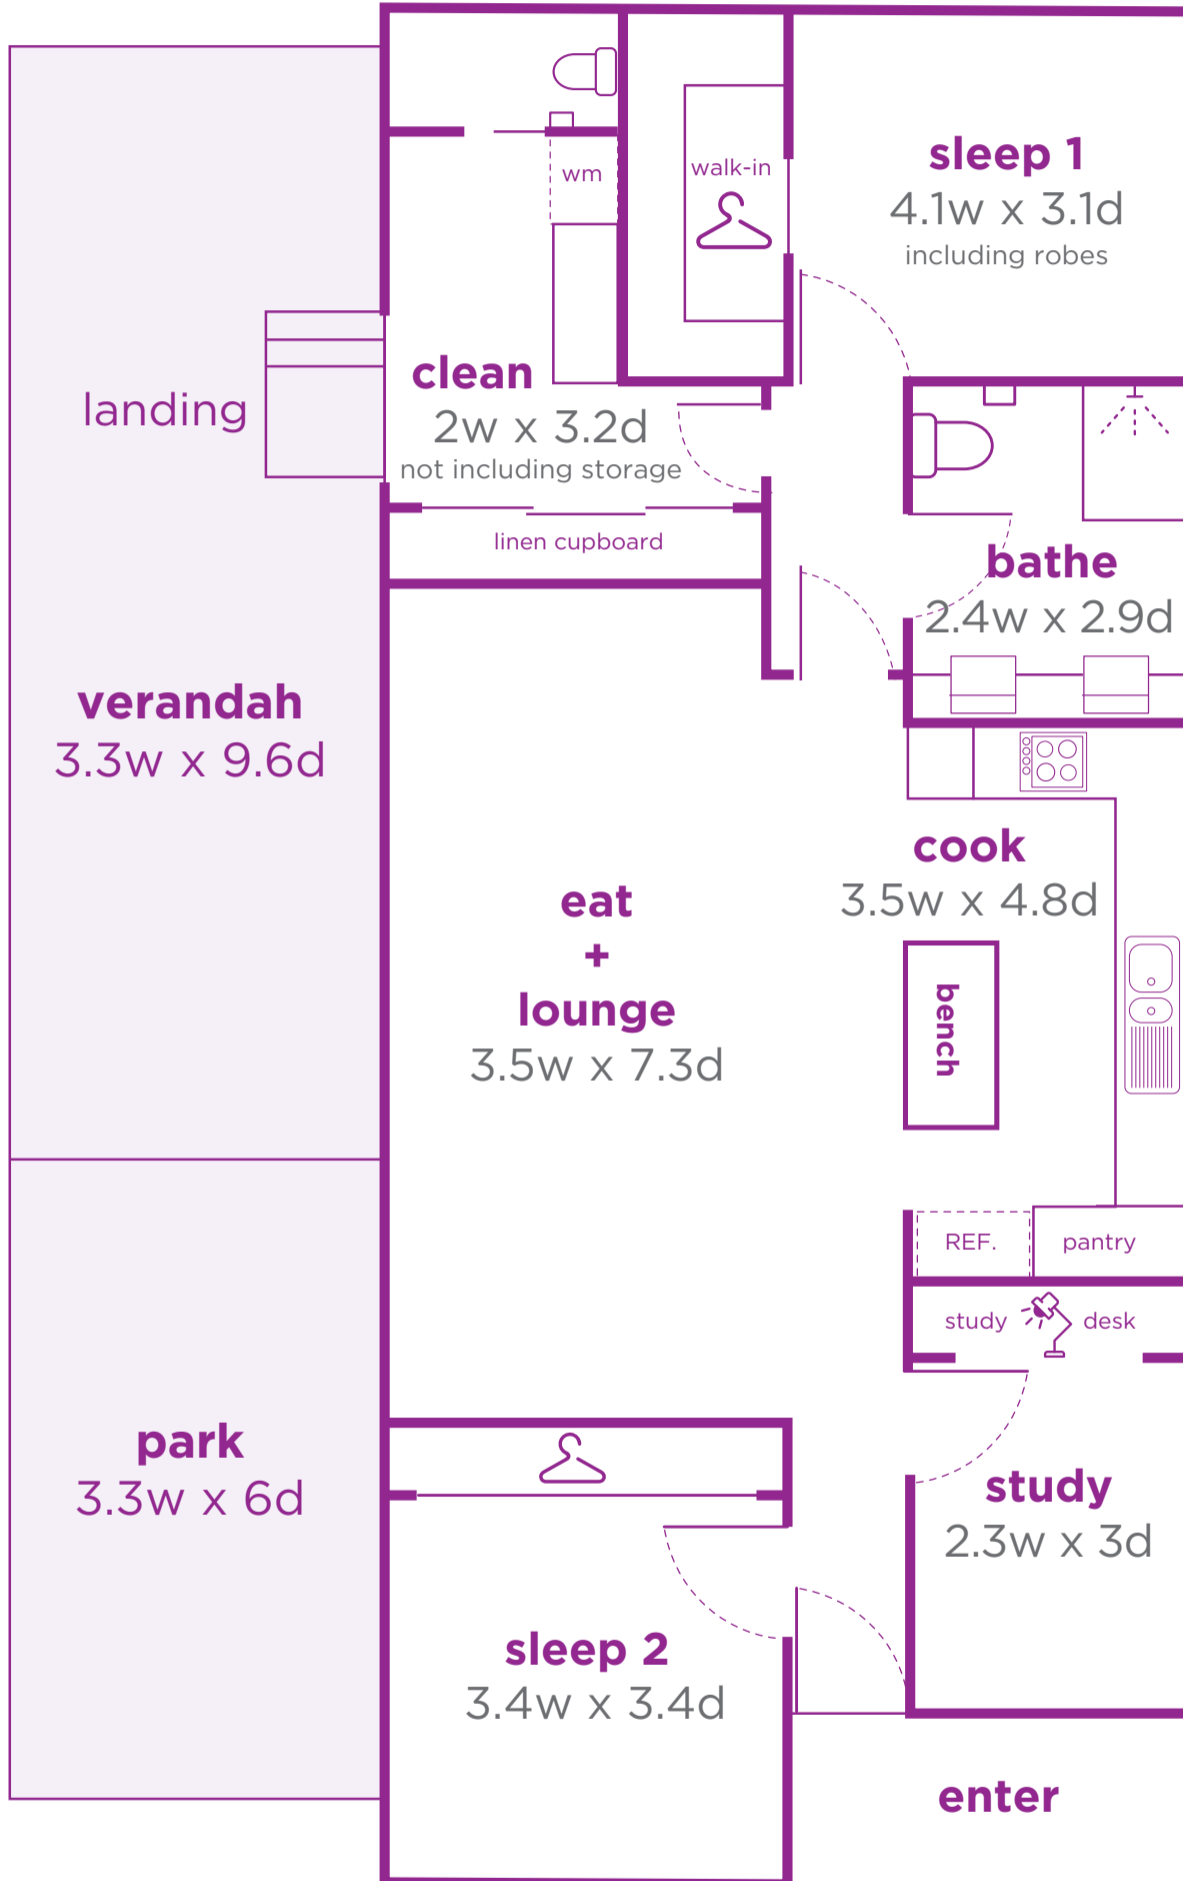 wm
walk-in
sleep 1
4.1w x 3.1d
including robes
landing
clean
2w x 3.2d
not including storage
linen cupboard
bathe
2.4w x 2.9d
verandah
3.3w x 9.6d
cook
3.5w x 4.8d
eat
+
lounge
3.5w x 7.3d
bench
REF.
pantry
study
desk
park
3.3w x 6d
study
2.3w x 3d
sleep 2
3.4w x 3.4d
enter